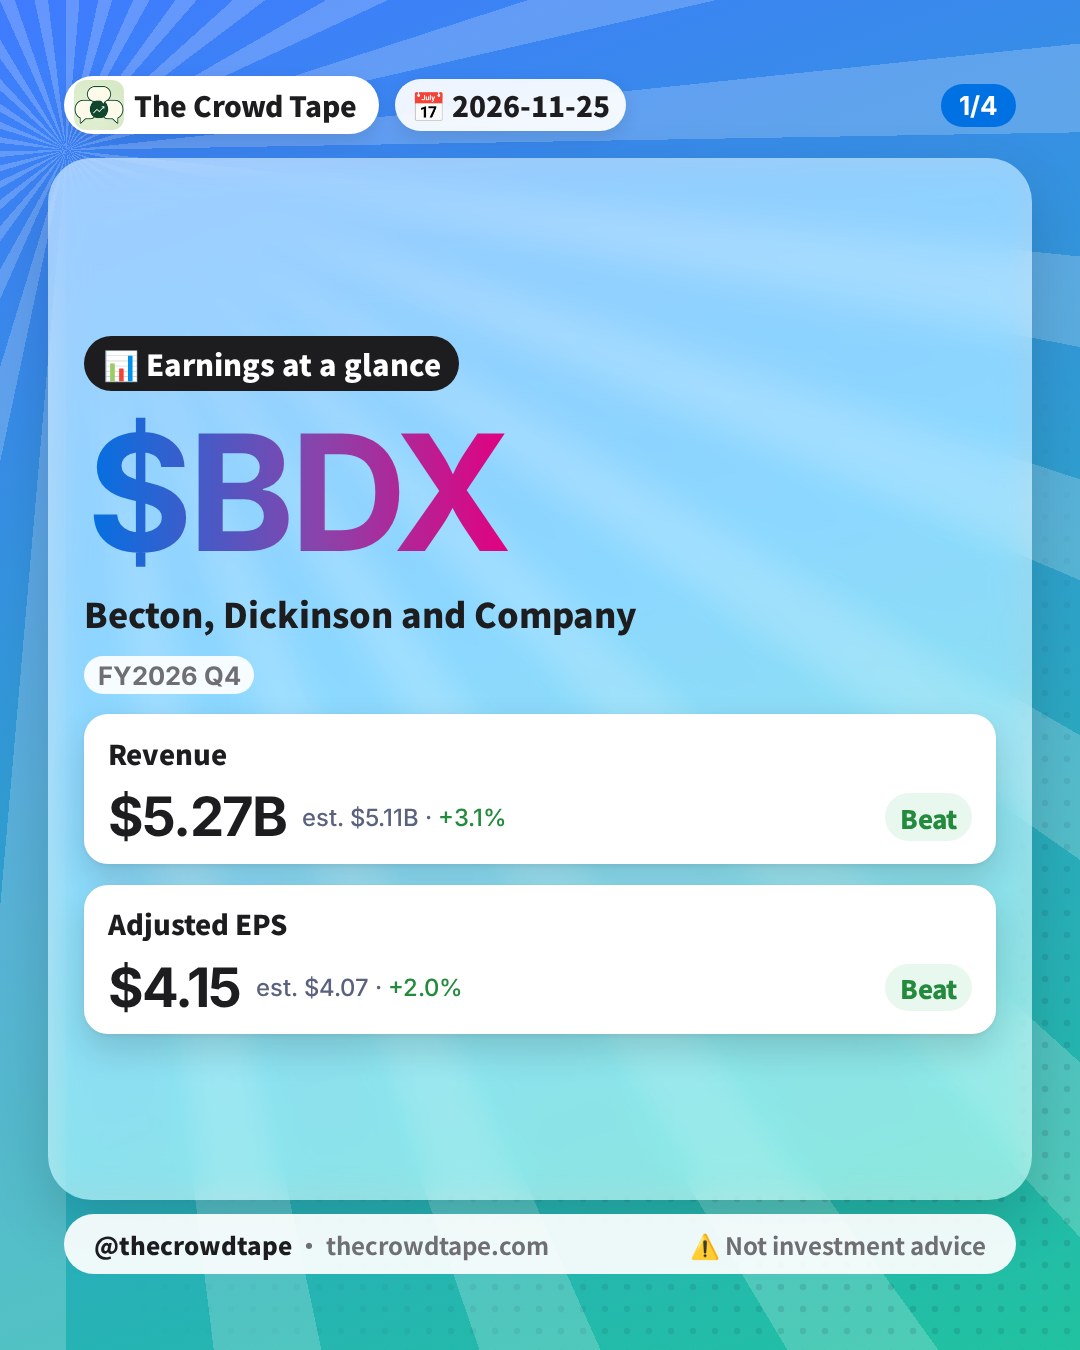 The Crowd Tape
📅 2026-11-25
1/4
📊 Earnings at a glance
$BDX
Becton, Dickinson and Company
FY2026 Q4
Revenue
$5.27B est. $5.11B · +3.1%
Beat
Adjusted EPS
$4.15 est. $4.07 · +2.0%
Beat
@thecrowdtape • thecrowdtape.com
⚠️ Not investment advice